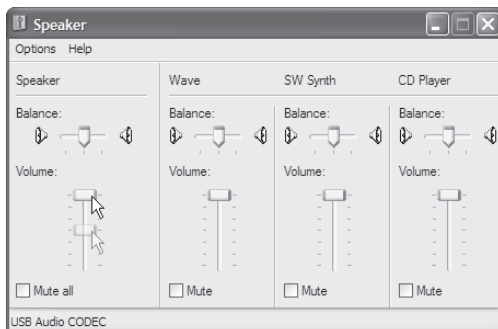 Speaker
Options Help
Speaker Wave SW Synth CD Player
Balance: Balance: Balance: Balance:
Volume: Volume: Volume: Volume:
Mute all Mute Mute Mute
USB Audio CODEC